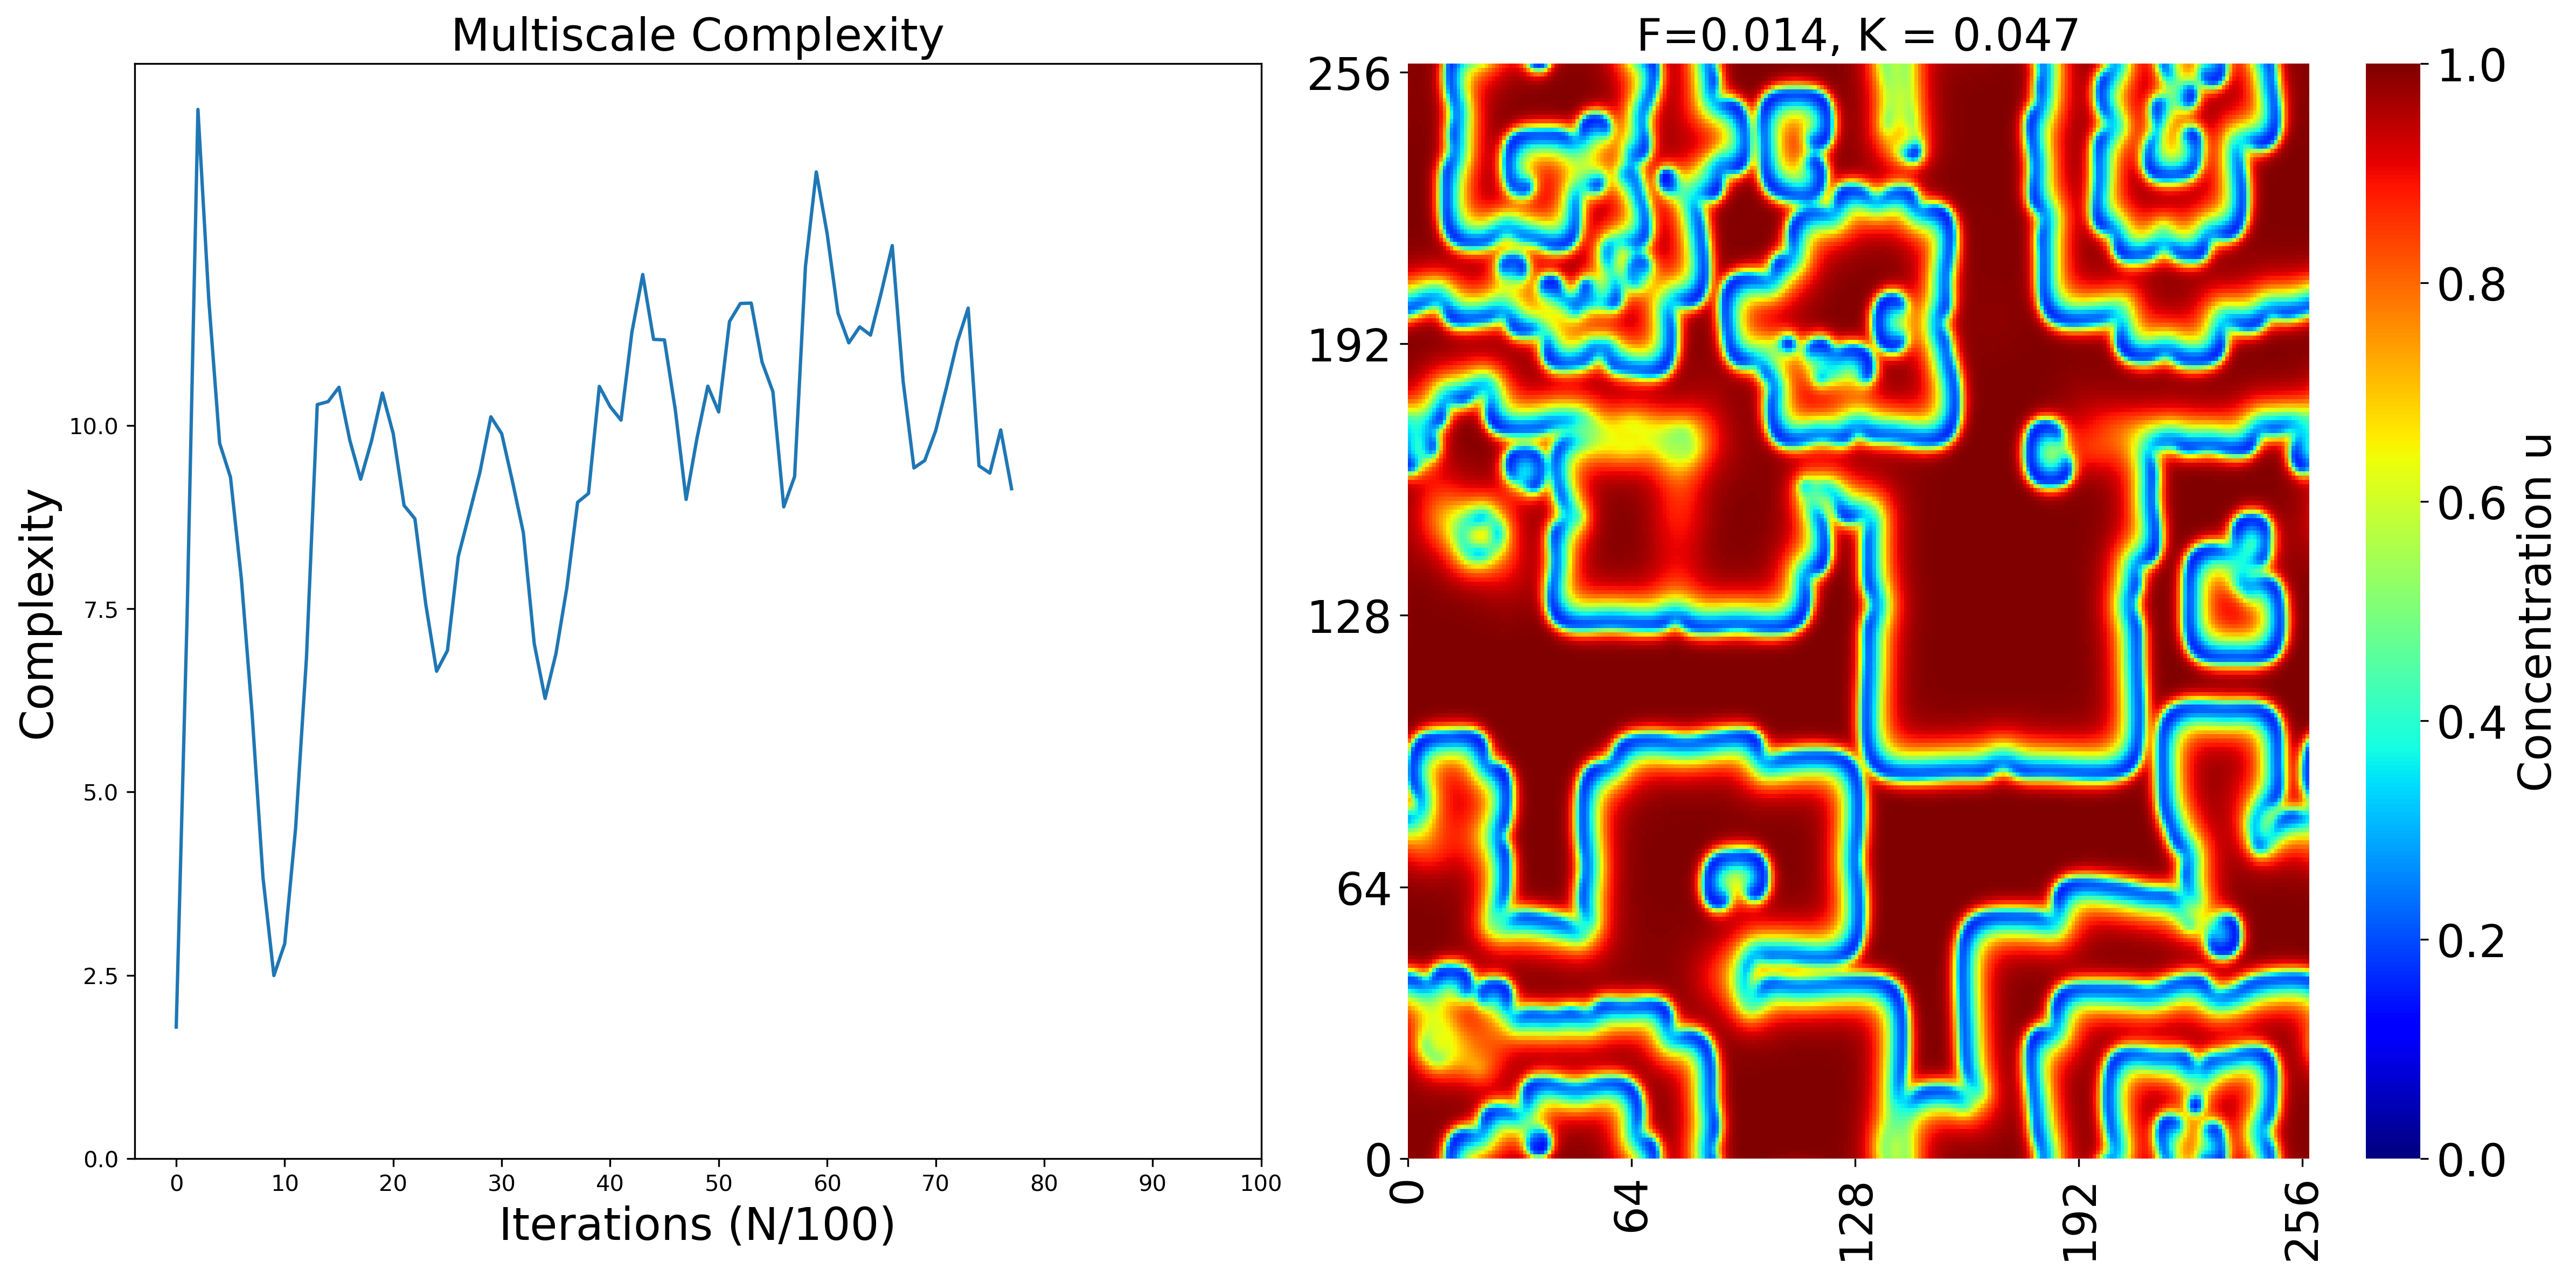 Multiscale Complexity
Complexity
10.0
7.5
5.0
2.5
0.0
0 10 20 30 40 50 60 70 80 90 100
Iterations (N/100)
F=0.014, K = 0.047
256
192
128
64
0
0 64 128 192 256
1.0
0.8
0.6
0.4
0.2
0.0
Concentration u